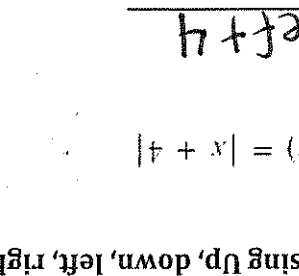 sing Up, down, left, righ
) = |x + 4|
eft 4